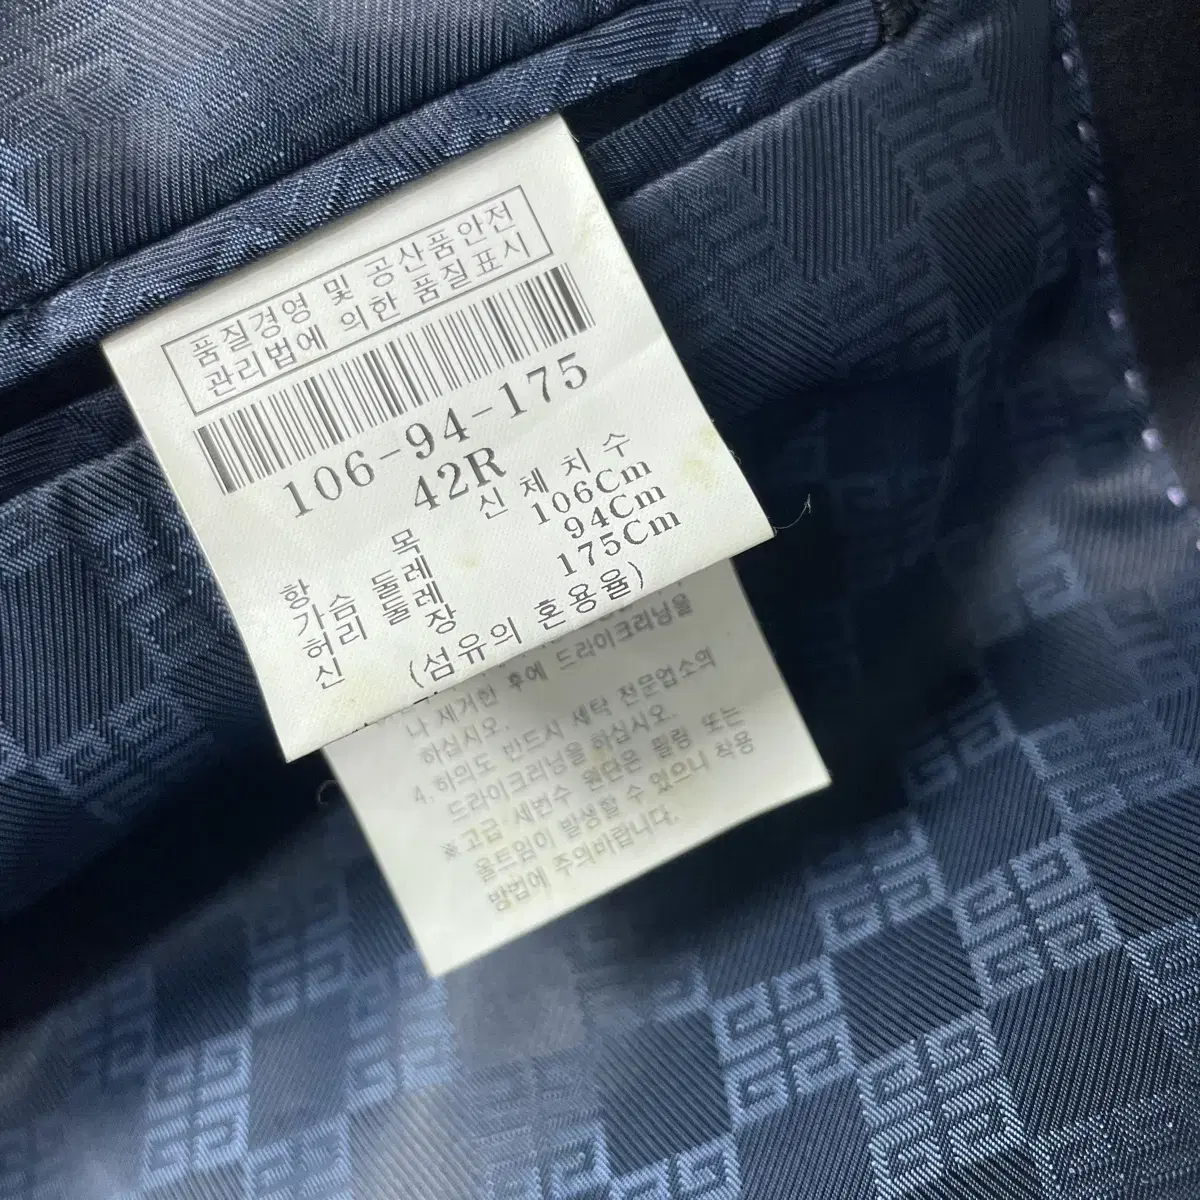 품질경영 및 공산품안전
관리법에 의한 품질표시
106-94-175
42R
항 목 신 체 치 수
가 슴 둘 레 106Cm
허 리 둘 레 94Cm
신 장 175Cm
(섬유의 혼용율)
나 제거한 후에 드라이크리닝을
하십시오.
4. 하의도 반드시 세탁 전문업소의
드라이크리닝을 하십시오.
※ 고급 세번수 원단은 필링 또는
올트임이 발생할 수 있으니 착용
방법에 주의바랍니다.